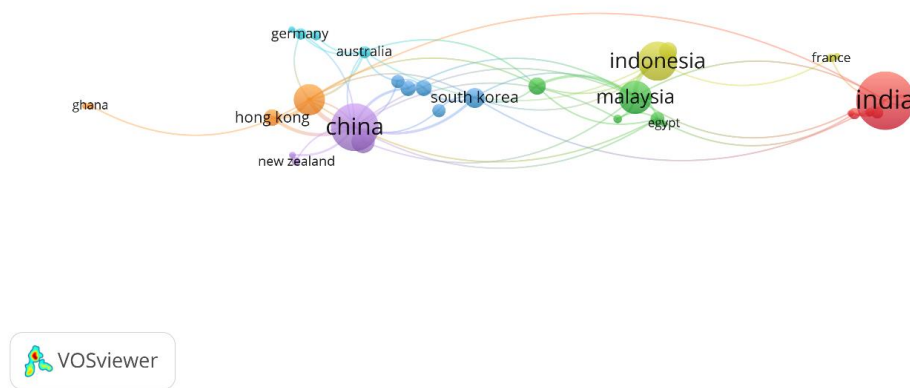 germany
australia
indonesia
france
ghana
hong kong
china
south korea
malaysia
egypt
india
new zealand
VOSviewer